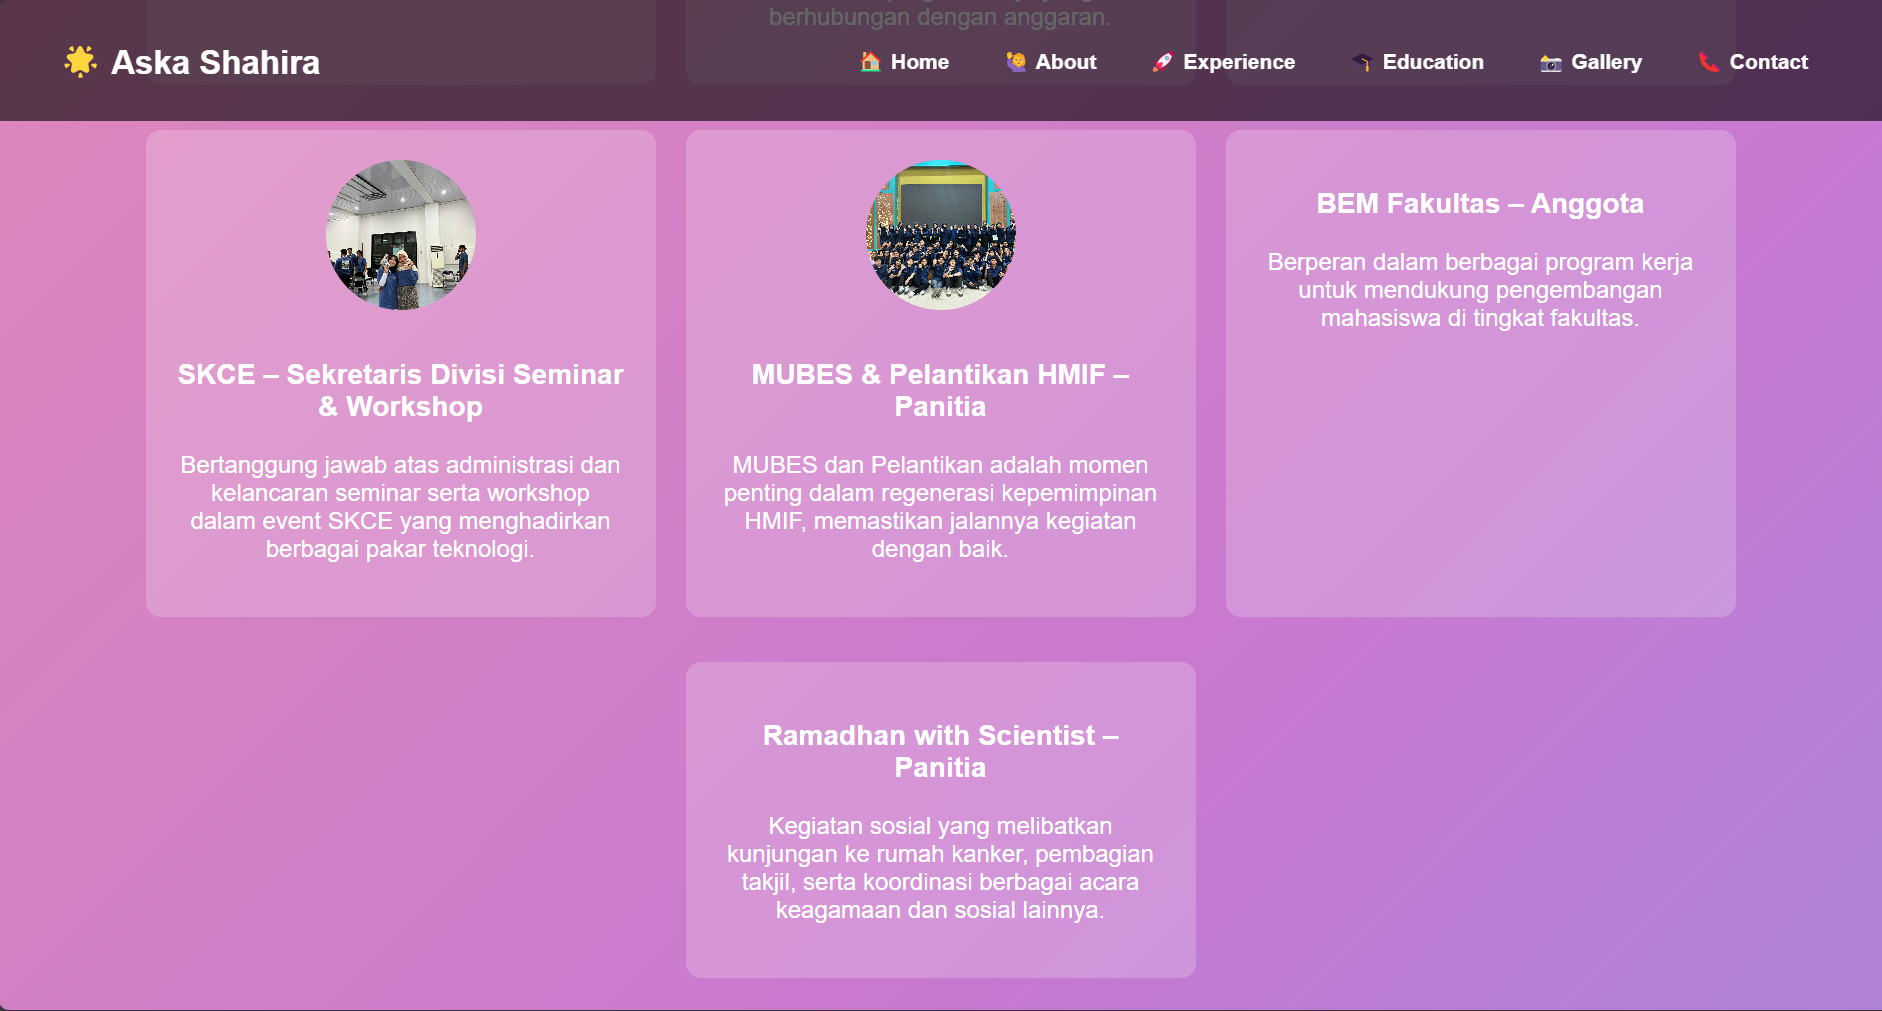 berhubungan dengan anggaran.
Aska Shahira
Home
About
Experience
Education
Gallery
Contact
SKCE – Sekretaris Divisi Seminar
& Workshop
Bertanggung jawab atas administrasi dan
kelancaran seminar serta workshop
dalam event SKCE yang menghadirkan
berbagai pakar teknologi.
MUBES & Pelantikan HMIF –
Panitia
MUBES dan Pelantikan adalah momen
penting dalam regenerasi kepemimpinan
HMIF, memastikan jalannya kegiatan
dengan baik.
BEM Fakultas – Anggota
Berperan dalam berbagai program kerja
untuk mendukung pengembangan
mahasiswa di tingkat fakultas.
Ramadhan with Scientist –
Panitia
Kegiatan sosial yang melibatkan
kunjungan ke rumah kanker, pembagian
takjil, serta koordinasi berbagai acara
keagamaan dan sosial lainnya.